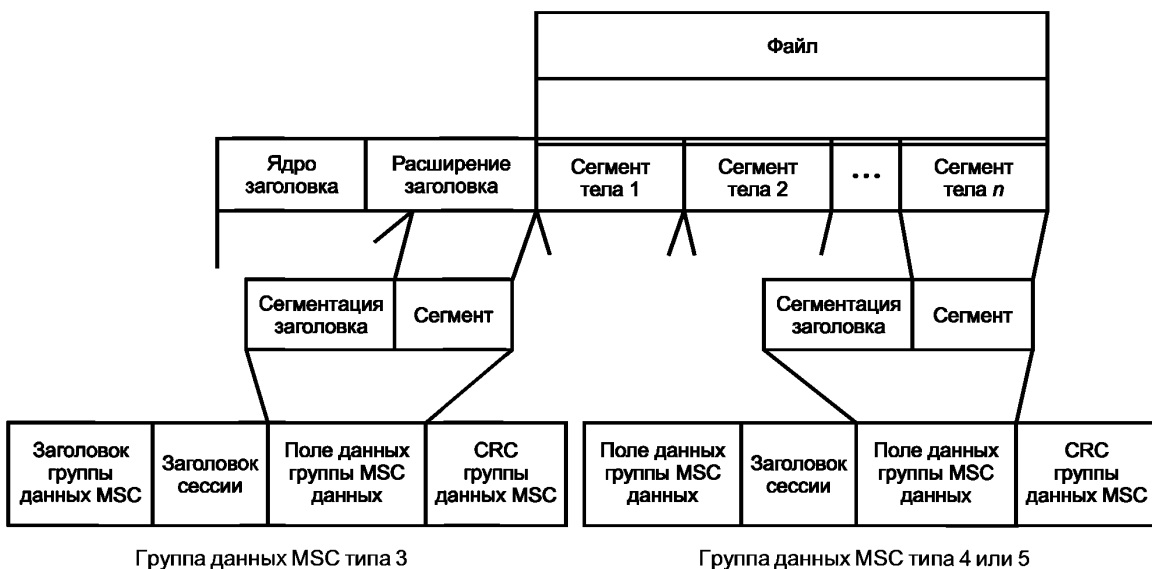 Файл
Ядро
заголовка
Расширение
заголовка
Сегмент
тела 1
Сегмент
тела 2
...
Сегмент
тела n
Сегментация
заголовка
Сегмент
Сегментация
заголовка
Сегмент
Заголовок
группы
данных MSC
Заголовок
сессии
Поле данных
группы MSC
данных
CRC
группы
данных MSC
Поле данных
группы MSC
данных
Заголовок
сессии
Поле данных
группы MSC
данных
CRC
группы
данных MSC
Группа данных MSC типа 3
Группа данных MSC типа 4 или 5